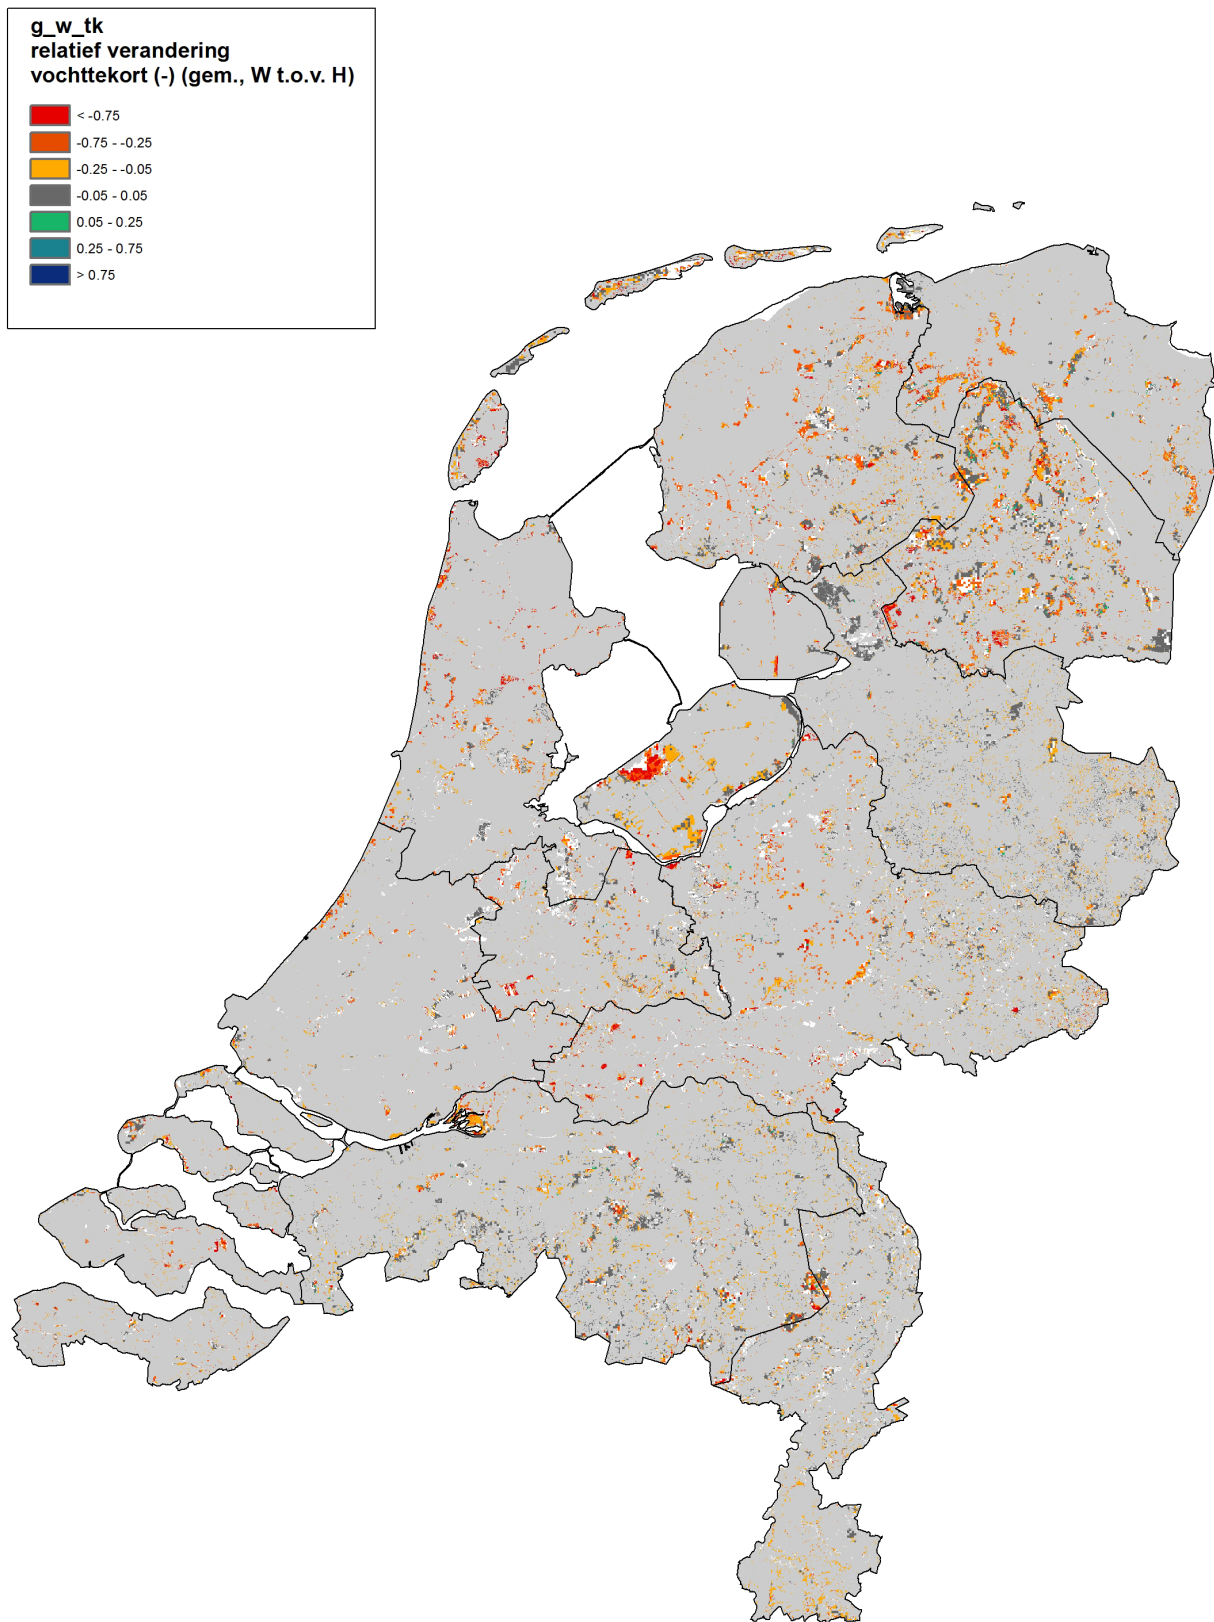 g_w_tk
relatief verandering
vochttekort (-) (gem., W t.o.v. H)
< -0.75
-0.75 - -0.25
-0.25 - -0.05
-0.05 - 0.05
0.05 - 0.25
0.25 - 0.75
> 0.75